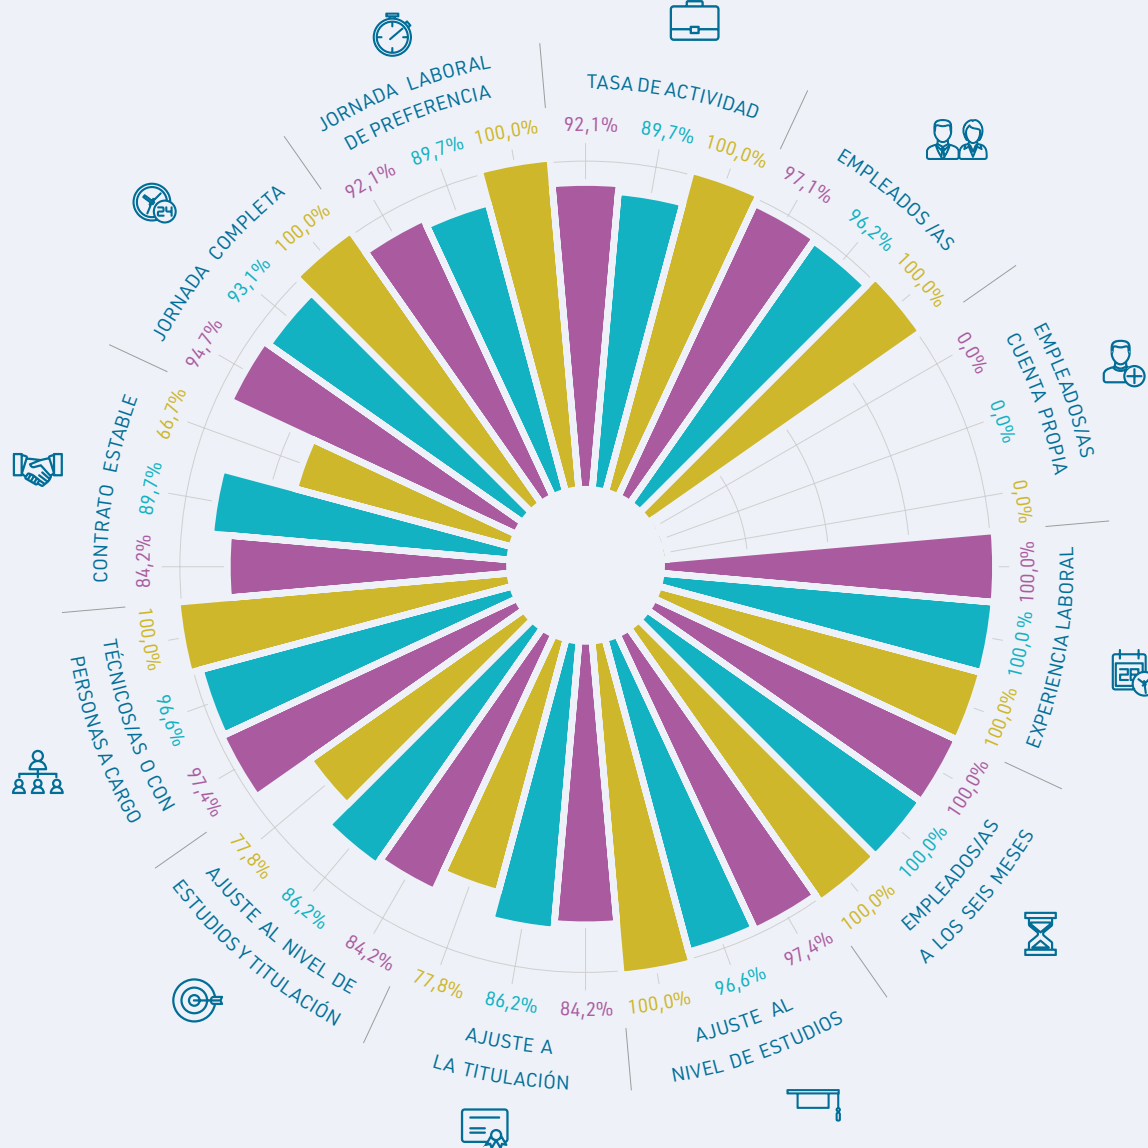 TASA DE ACTIVIDAD
92,1%
89,7%
100,0%
EMPLEADOS/AS
97,1%
96,2%
100,0%
EMPLEADOS/AS
CUENTA PROPIA
0,0%
0,0%
0,0%
EXPERIENCIA LABORAL
100,0%
100,0 %
100,0%
EMPLEADOS/AS
A LOS SEIS MESES
100,0%
100,0%
100,0%
AJUSTE AL
NIVEL DE ESTUDIOS
97,4%
96,6%
100,0%
AJUSTE A
LA TITULACIÓN
84,2%
86,2%
77,8%
AJUSTE AL NIVEL DE
ESTUDIOS Y TITULACIÓN
84,2%
86,2%
77,8%
TÉCNICOS/AS O CON
PERSONAS A CARGO
97,4%
96,6%
100,0%
CONTRATO ESTABLE
84,2%
89,7%
66,7%
JORNADA COMPLETA
94,7%
93,1%
100,0%
24
JORNADA LABORAL
DE PREFERENCIA
92,1%
89,7%
100,0%